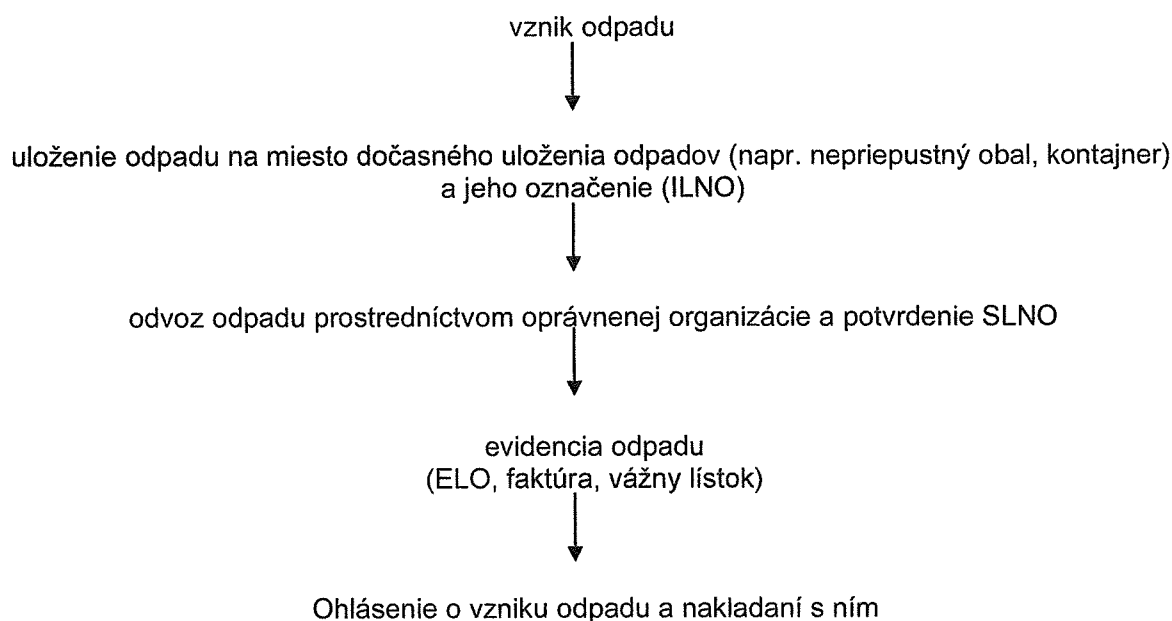 vznik odpadu
uloženie odpadu na miesto dočasného uloženia odpadov (napr. nepriepustný obal, kontajner)
a jeho označenie (ILNO)
odvoz odpadu prostredníctvom oprávnenej organizácie a potvrdenie SLNO
evidencia odpadu
(ELO, faktúra, vážny lístok)
Ohlásenie o vzniku odpadu a nakladaní s ním